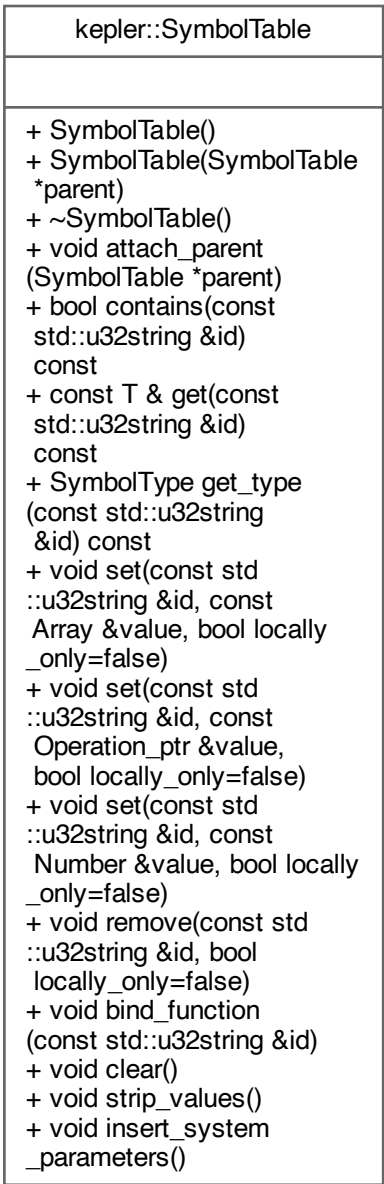 kepler::SymbolTable
+ SymbolTable()
+ SymbolTable(SymbolTable
*parent)
+ ~SymbolTable()
+ void attach_parent
(SymbolTable *parent)
+ bool contains(const
std::u32string &id)
const
+ const T & get(const
std::u32string &id)
const
+ SymbolType get_type
(const std::u32string
&id) const
+ void set(const std
::u32string &id, const
Array &value, bool locally
_only=false)
+ void set(const std
::u32string &id, const
Operation_ptr &value,
bool locally_only=false)
+ void set(const std
::u32string &id, const
Number &value, bool locally
_only=false)
+ void remove(const std
::u32string &id, bool
locally_only=false)
+ void bind_function
(const std::u32string &id)
+ void clear()
+ void strip_values()
+ void insert_system
_parameters()